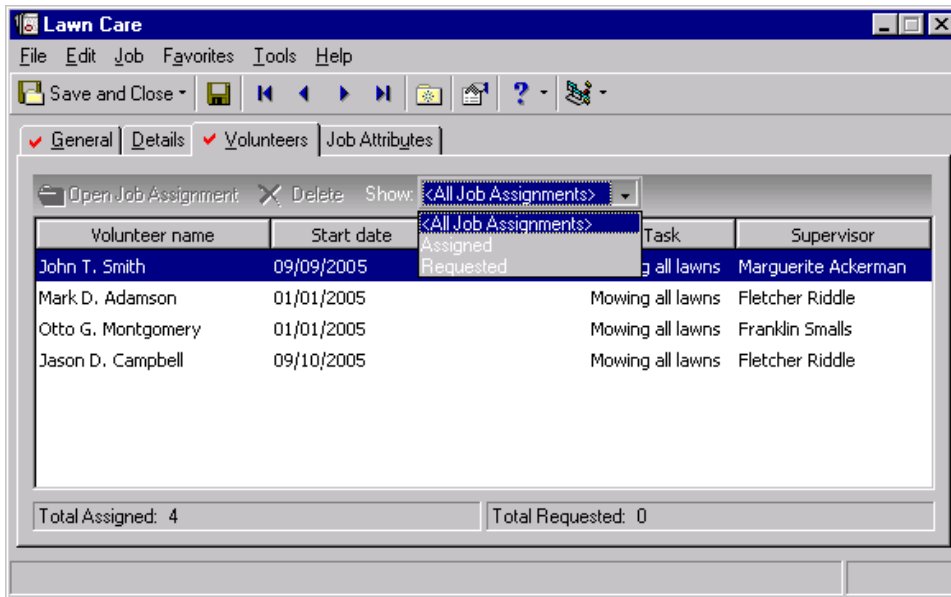 Lawn Care
File Edit Job Favorites Tools Help
Save and Close ?
General Details Volunteers Job Attributes
Open Job Assignment Delete Show: <All Job Assignments>
<All Job Assignments>
Assigned
Requested
Volunteer name Start date Task Supervisor
John T. Smith 09/09/2005 all lawns Marguerite Ackerman
Mark D. Adamson 01/01/2005 Mowing all lawns Fletcher Riddle
Otto G. Montgomery 01/01/2005 Mowing all lawns Franklin Smalls
Jason D. Campbell 09/10/2005 Mowing all lawns Fletcher Riddle
Total Assigned: 4 Total Requested: 0